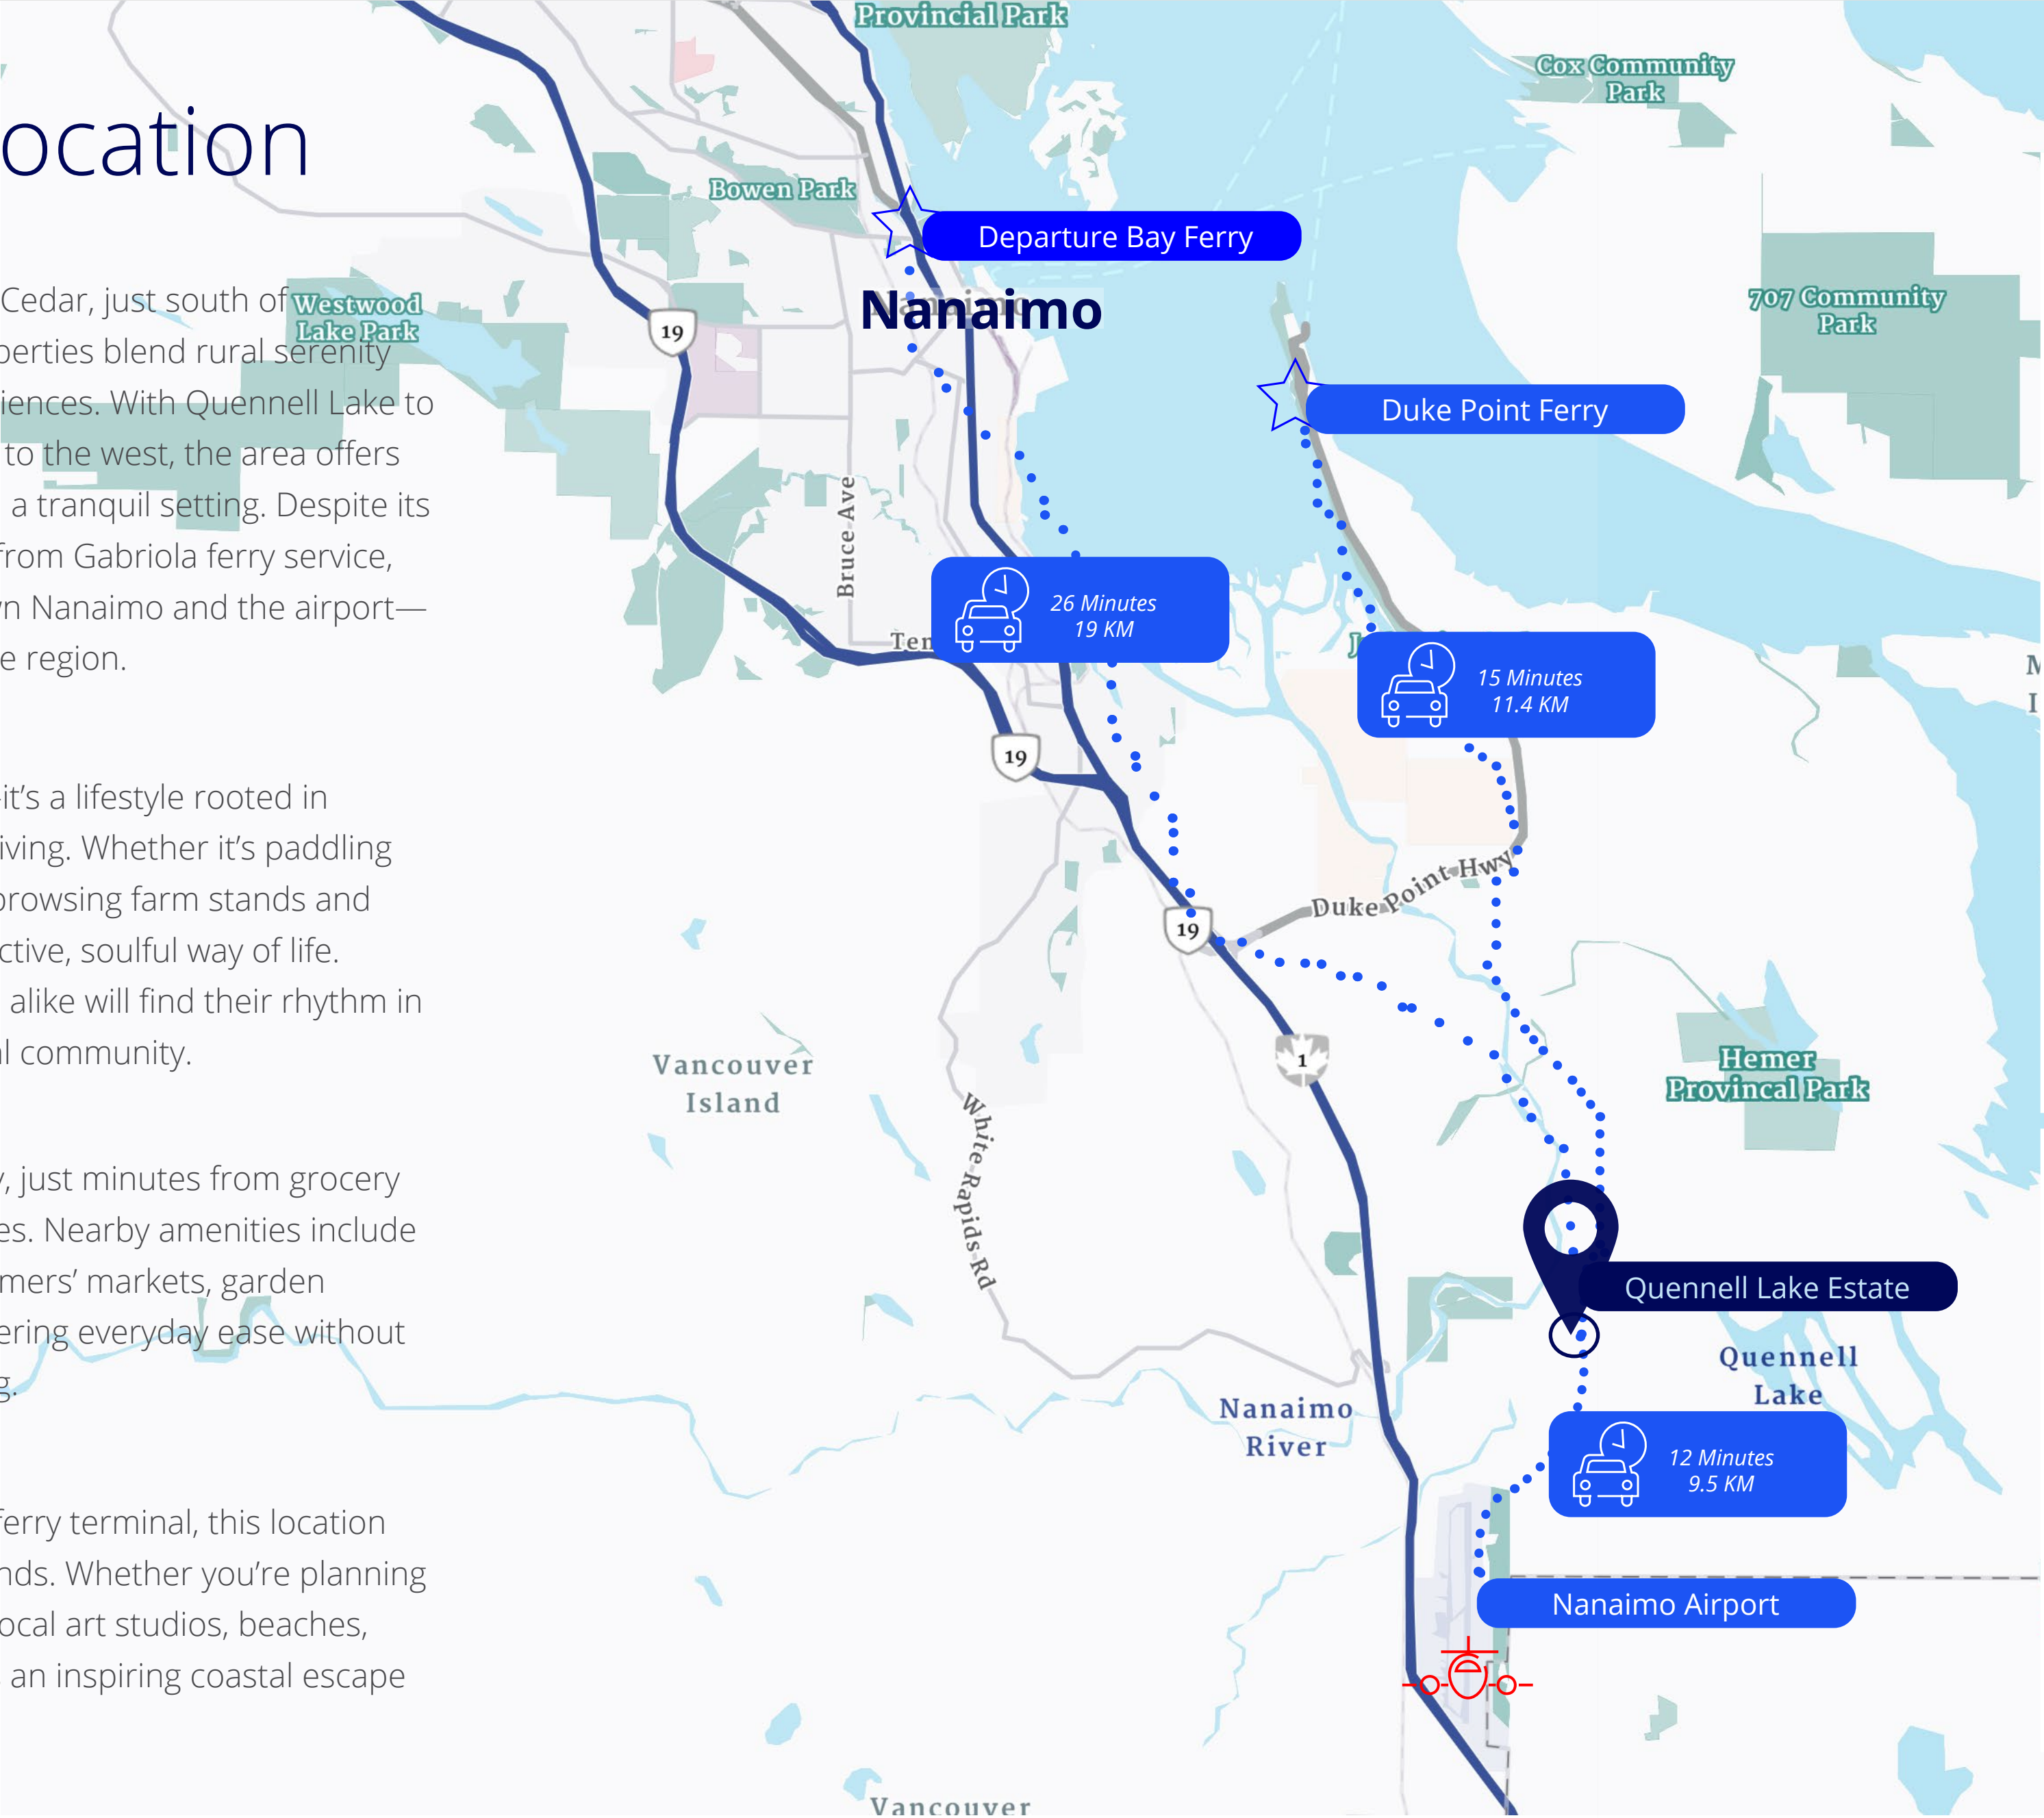 ocation
Cedar, just south of
perties blend rural serenity
iences. With Quennell Lake to
to the west, the area offers
a tranquil setting. Despite its
from Gabriola ferry service,
n Nanaimo and the airport—
e region.
it’s a lifestyle rooted in
iving. Whether it’s paddling
browsing farm stands and
ctive, soulful way of life.
alike will find their rhythm in
l community.
, just minutes from grocery
es. Nearby amenities include
mers’ markets, garden
ering everyday ease without
g.
ferry terminal, this location
nds. Whether you’re planning
ocal art studios, beaches,
an inspiring coastal escape
Provincial Park
Cox Community
Park
Bowen Park
Departure Bay Ferry
Nanaimo
Nanaimo
Westwood
Lake Park
19
707 Community
Park
Duke Point Ferry
Bruce Ave
26 Minutes
19 KM
Ten
15 Minutes
11.4 KM
19
Duke Point Hwy
19
1
Vancouver
Island
Hemer
Provincal Park
White Rapids Rd
Quennell Lake Estate
Quennell
Lake
Nanaimo
River
12 Minutes
9.5 KM
Nanaimo Airport
Vancouver